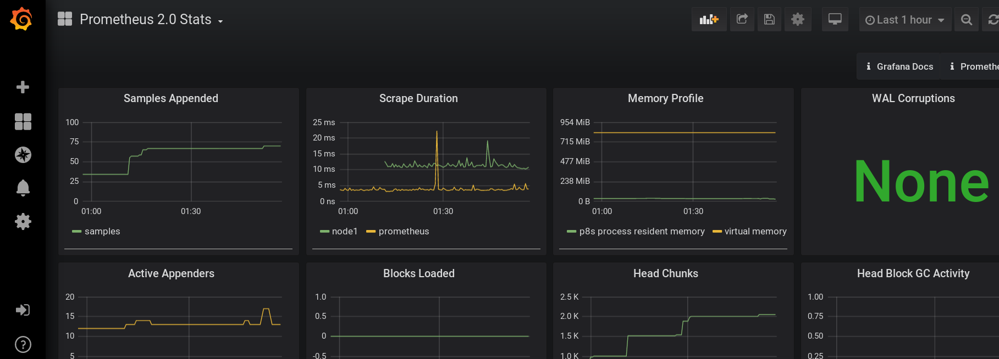 Prometheus 2.0 Stats
Last 1 hour
Grafana Docs
Samples Appended
100
75
50
25
0
01:00 01:30
samples
Scrape Duration
25 ms
20 ms
15 ms
10 ms
5 ms
0 ns
01:00 01:30
node1 prometheus
Memory Profile
954 MiB
715 MiB
477 MiB
238 MiB
0 B
01:00 01:30
p8s process resident memory virtual memory
WAL Corruptions
None
Active Appenders
20
15
10
5
Blocks Loaded
1.0
0.5
0
-0.5
Head Chunks
2.5 K
2.0 K
1.5 K
1.0 K
Head Block GC Activity
1.00
0.75
0.50
0.25